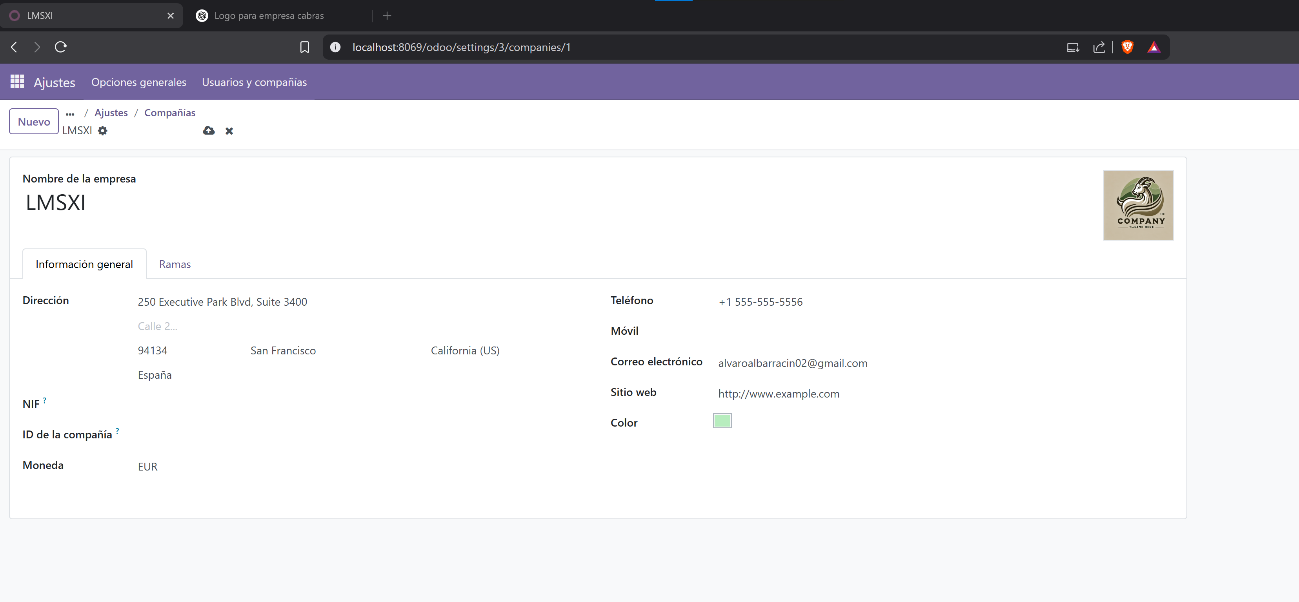 LMSXI
Logo para empresa cabras
localhost:8069/odoo/settings/3/companies/1
Ajustes Opciones generales Usuarios y compañías
Nuevo ... / Ajustes / Compañías
LMSXI
Nombre de la empresa
LMSXI
COMPANY
Información general Ramas
Dirección 250 Executive Park Blvd, Suite 3400
Calle 2...
94134 San Francisco California (US)
España
NIF ?
ID de la compañía ?
Moneda EUR
Teléfono +1 555-555-5556
Móvil
Correo electrónico alvaroalbarracin02@gmail.com
Sitio web http://www.example.com
Color